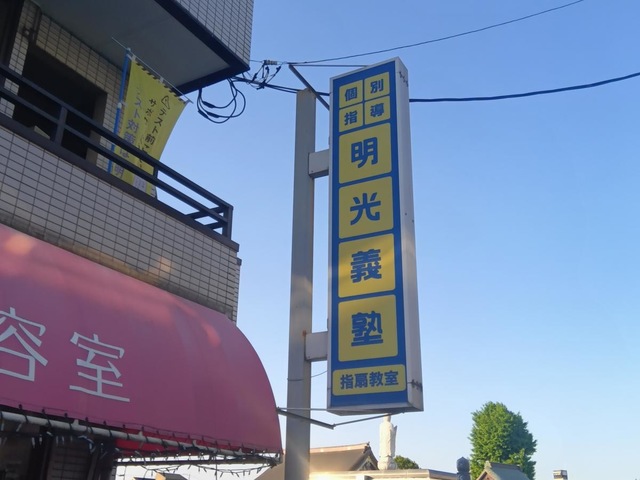 個別
指導
明光義塾
指扇教室
容室